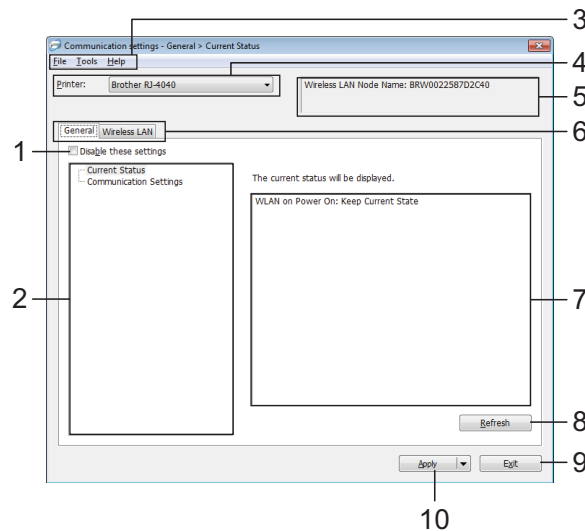 3
Communication settings - General > Current Status
File Tools Help
4
Printer: Brother RJ-4040
Wireless LAN Node Name: BRW0022587D2C40
5
General Wireless LAN
6
1
Disable these settings
Current Status
Communication Settings
The current status will be displayed.
WLAN on Power On: Keep Current State
2
7
Refresh
8
Apply
Exit
9
10